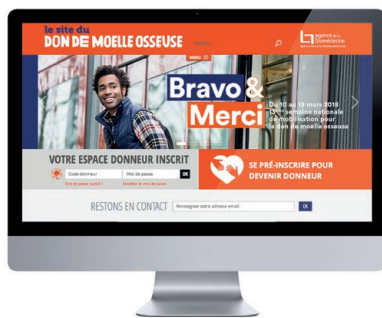 le site du
DON DE MOELLE OSSEUSE
agence de la
biomédecine
MENU
Bravo &
Merci
Du 10 au 18 mars 2018
13ème semaine nationale
de mobilisation pour
le don de moelle osseuse
VOTRE ESPACE DONNEUR INSCRIT
Code donneur
Mot de passe
OK
Mot de passe oublié ?
Modifier le mot de passe
SE PRÉ-INSCRIRE POUR
DEVENIR DONNEUR
RESTONS EN CONTACT
Renseignez votre adresse email
OK